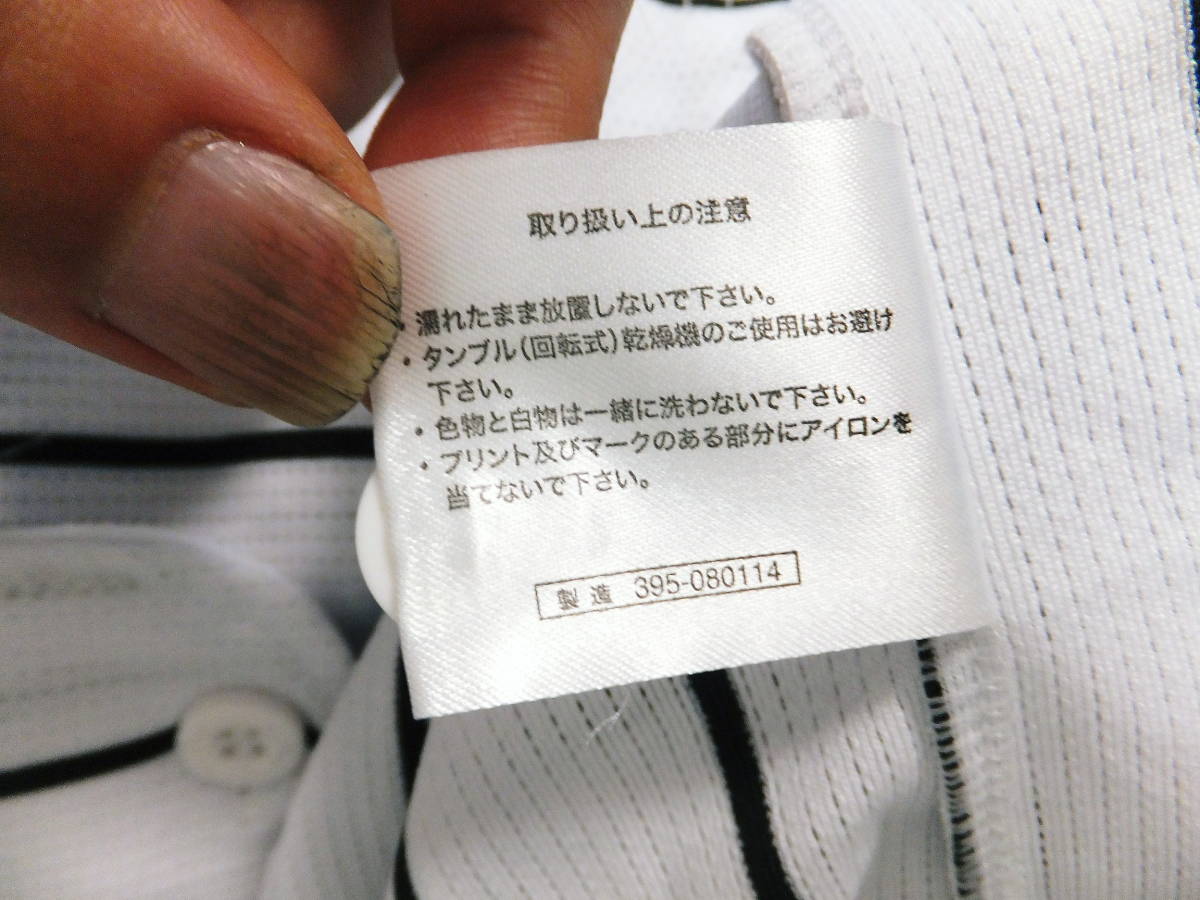 取り扱い上の注意
・濡れたまま放置しないで下さい。
・タンブル(回転式)乾燥機のご使用はお避け
下さい。
・色物と白物は一緒に洗わないで下さい。
・プリント及びマークのある部分にアイロンを
当てないで下さい。
製造 395-080114